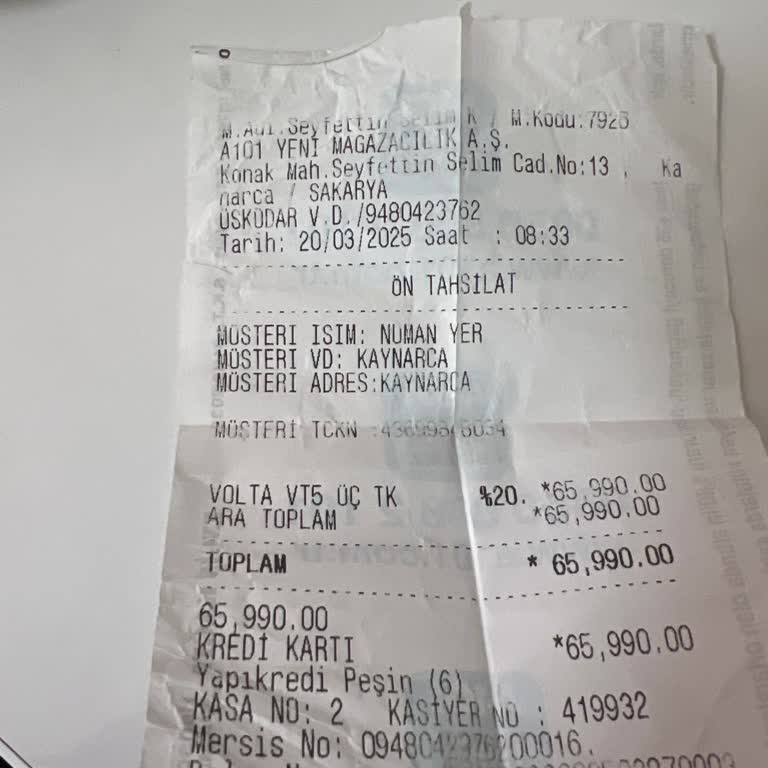 M.Adı.Seyfettin Selim K / M.Kodu:7925
A101 YENİ MAĞAZACILIK A.Ş.
Konak Mah.Seyfettin Selim Cad.No:13 , Ka
narca / SAKARYA
ÜSKÜDAR V.D./9480423762
Tarih: 20/03/2025 Saat : 08:33
ÖN TAHSİLAT
MÜŞTERİ İSİM: NUMAN YER
MÜŞTERİ VD: KAYNARCA
MÜŞTERİ ADRES:KAYNARCA
MÜŞTERİ TCKN
VOLTA VT5 ÜÇ TK %20. *65,990.00
ARA TOPLAM *65,990.00
TOPLAM * 65,990.00
65,990.00
KREDİ KARTI *65,990.00
Yapıkredi Peşin (6)
KASA NO: 2 KASİYER NO : 419932
Mersis No: